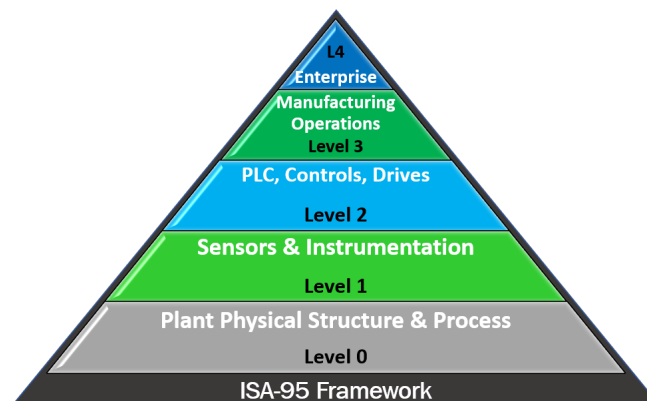 L4
Enterprise
Manufacturing
Operations
Level 3
PLC, Controls, Drives
Level 2
Sensors & Instrumentation
Level 1
Plant Physical Structure & Process
Level 0
ISA-95 Framework